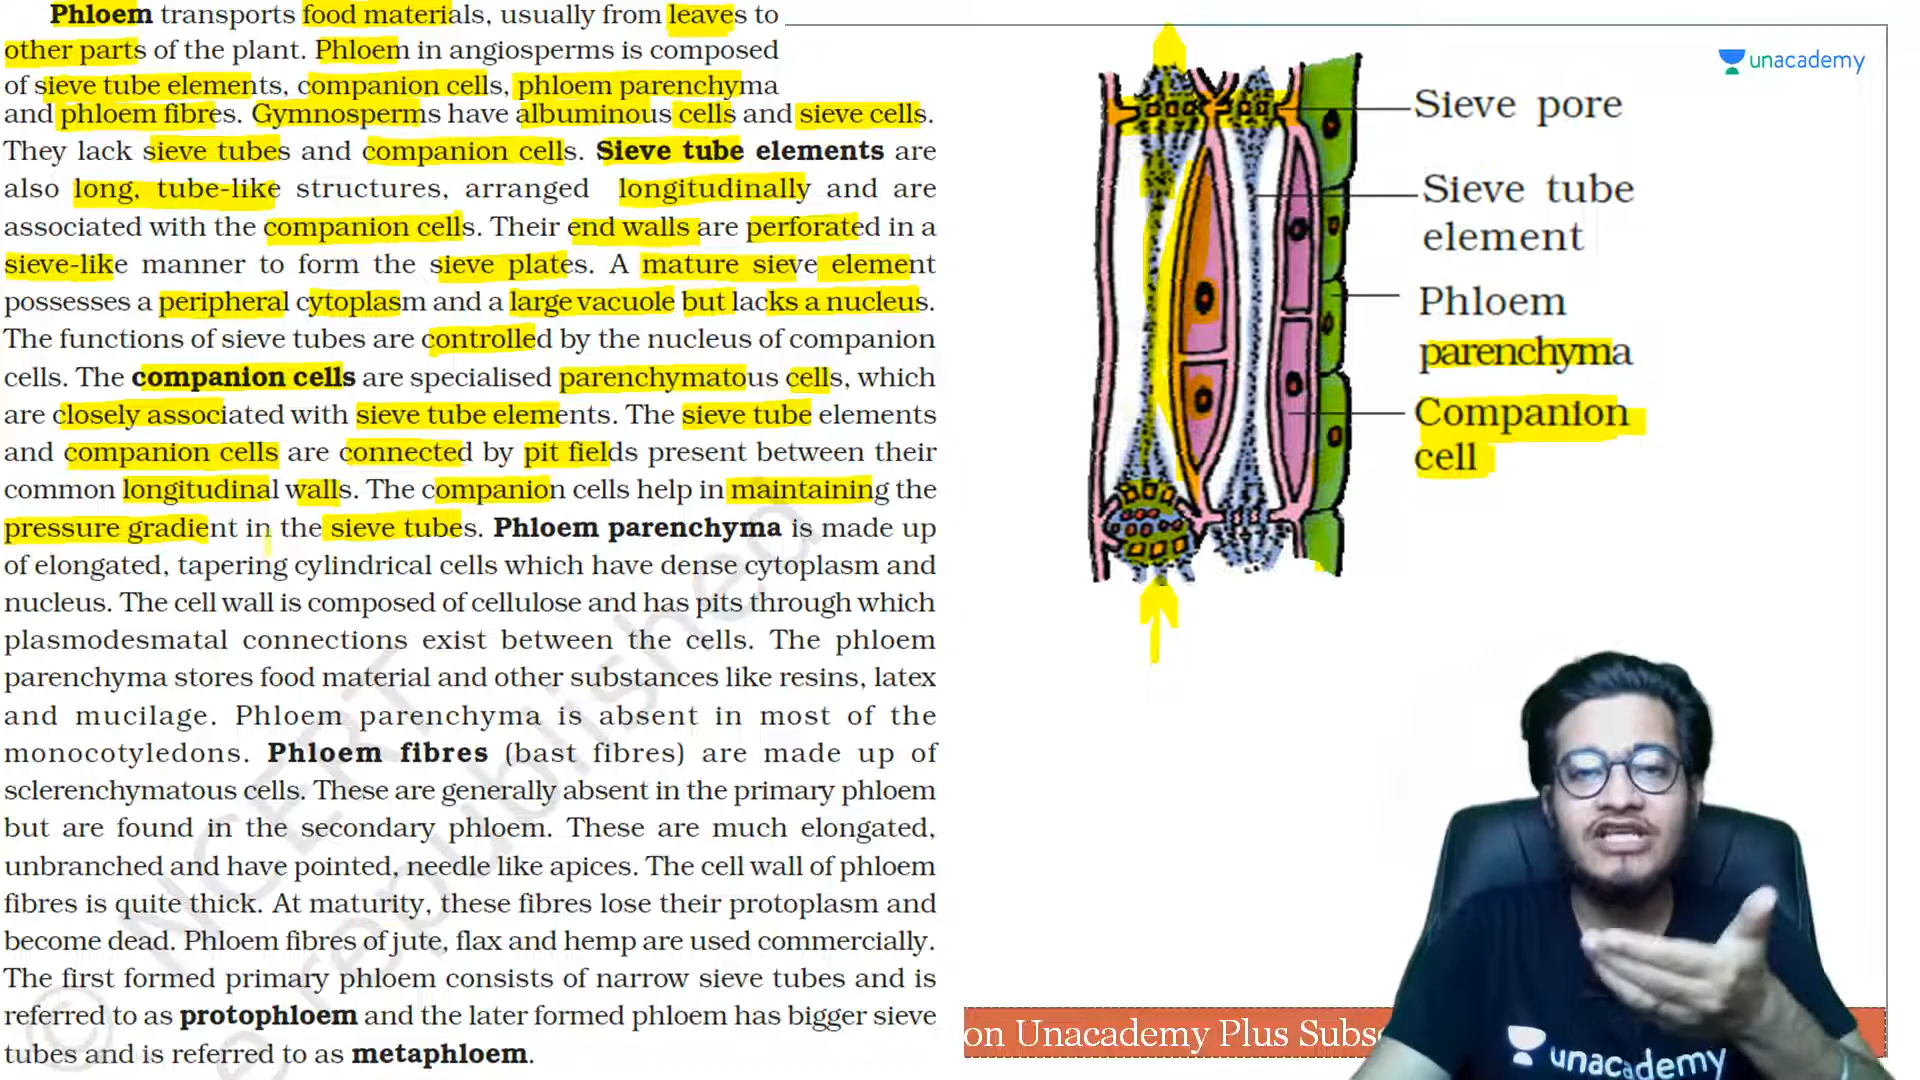 Phloem transports food materials, usually from leaves to
other parts of the plant. Phloem in angiosperms is composed
of sieve tube elements, companion cells, phloem parenchyma
and phloem fibres. Gymnosperms have albuminous cells and sieve cells.
They lack sieve tubes and companion cells. Sieve tube elements are
also long, tube-like structures, arranged longitudinally and are
associated with the companion cells. Their end walls are perforated in a
sieve-like manner to form the sieve plates. A mature sieve element
possesses a peripheral cytoplasm and a large vacuole but lacks a nucleus.
The functions of sieve tubes are controlled by the nucleus of companion
cells. The companion cells are specialised parenchymatous cells, which
are closely associated with sieve tube elements. The sieve tube elements
and companion cells are connected by pit fields present between their
common longitudinal walls. The companion cells help in maintaining the
pressure gradient in the sieve tubes. Phloem parenchyma is made up
of elongated, tapering cylindrical cells which have dense cytoplasm and
nucleus. The cell wall is composed of cellulose and has pits through which
plasmodesmatal connections exist between the cells. The phloem
parenchyma stores food material and other substances like resins, latex
and mucilage. Phloem parenchyma is absent in most of the
monocotyledons. Phloem fibres (bast fibres) are made up of
sclerenchymatous cells. These are generally absent in the primary phloem
but are found in the secondary phloem. These are much elongated,
unbranched and have pointed, needle like apices. The cell wall of phloem
fibres is quite thick. At maturity, these fibres lose their protoplasm and
become dead. Phloem fibres of jute, flax and hemp are used commercially.
The first formed primary phloem consists of narrow sieve tubes and is
referred to as protophloem and the later formed phloem has bigger sieve
tubes and is referred to as metaphloem.
© NCERT
republished
unacademy
Sieve pore
Sieve tube
element
Phloem
parenchyma
Companion
cell
on Unacademy Plus Subs
unacademy